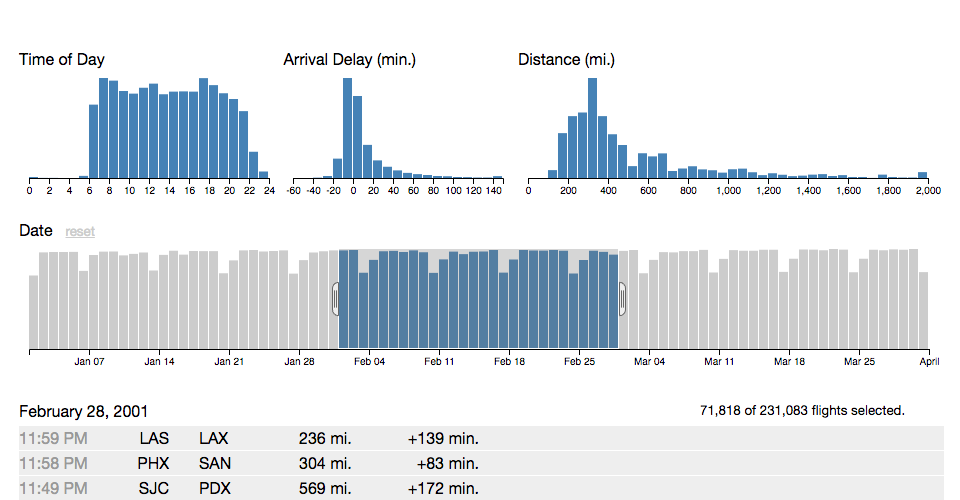 Time of Day Arrival Delay (min.) Distance (mi.)
0 2 4 6 8 10 12 14 16 18 20 22 24 -60 -40 -20 0 20 40 60 80 100 120 140 0 200 400 600 800 1,000 1,200 1,400 1,600 1,800 2,000
Date reset
Jan 07 Jan 14 Jan 21 Jan 28 Feb 04 Feb 11 Feb 18 Feb 25 Mar 04 Mar 11 Mar 18 Mar 25 April
February 28, 2001 71,818 of 231,083 flights selected.
11:59 PM LAS LAX 236 mi. +139 min.
11:58 PM PHX SAN 304 mi. +83 min.
11:49 PM SJC PDX 569 mi. +172 min.